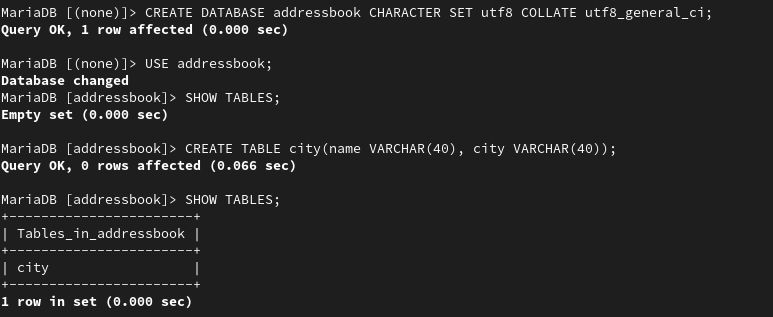 MariaDB [(none)]> CREATE DATABASE addressbook CHARACTER SET utf8 COLLATE utf8_general_ci;
Query OK, 1 row affected (0.000 sec)
MariaDB [(none)]> USE addressbook;
Database changed
MariaDB [addressbook]> SHOW TABLES;
Empty set (0.000 sec)
MariaDB [addressbook]> CREATE TABLE city(name VARCHAR(40), city VARCHAR(40));
Query OK, 0 rows affected (0.066 sec)
MariaDB [addressbook]> SHOW TABLES;
+-----------------------+
| Tables_in_addressbook |
+-----------------------+
| city                  |
+-----------------------+
1 row in set (0.000 sec)